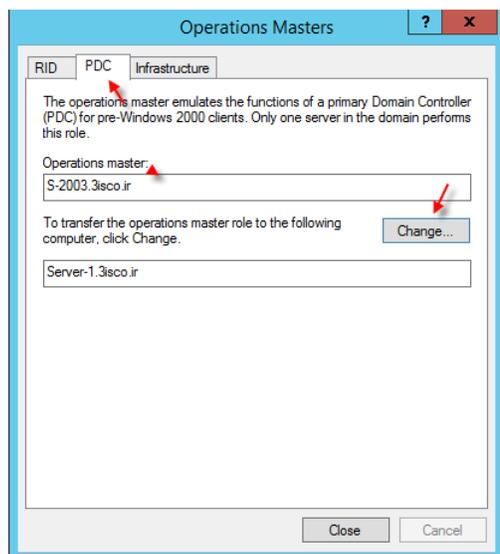 Operations Masters
? x
RID PDC Infrastructure
The operations master emulates the functions of a primary Domain Controller
(PDC) for pre-Windows 2000 clients. Only one server in the domain performs
this role.
Operations master:
S-2003.3isco.ir
To transfer the operations master role to the following
computer, click Change.
Change...
Server-1.3isco.ir
Close Cancel